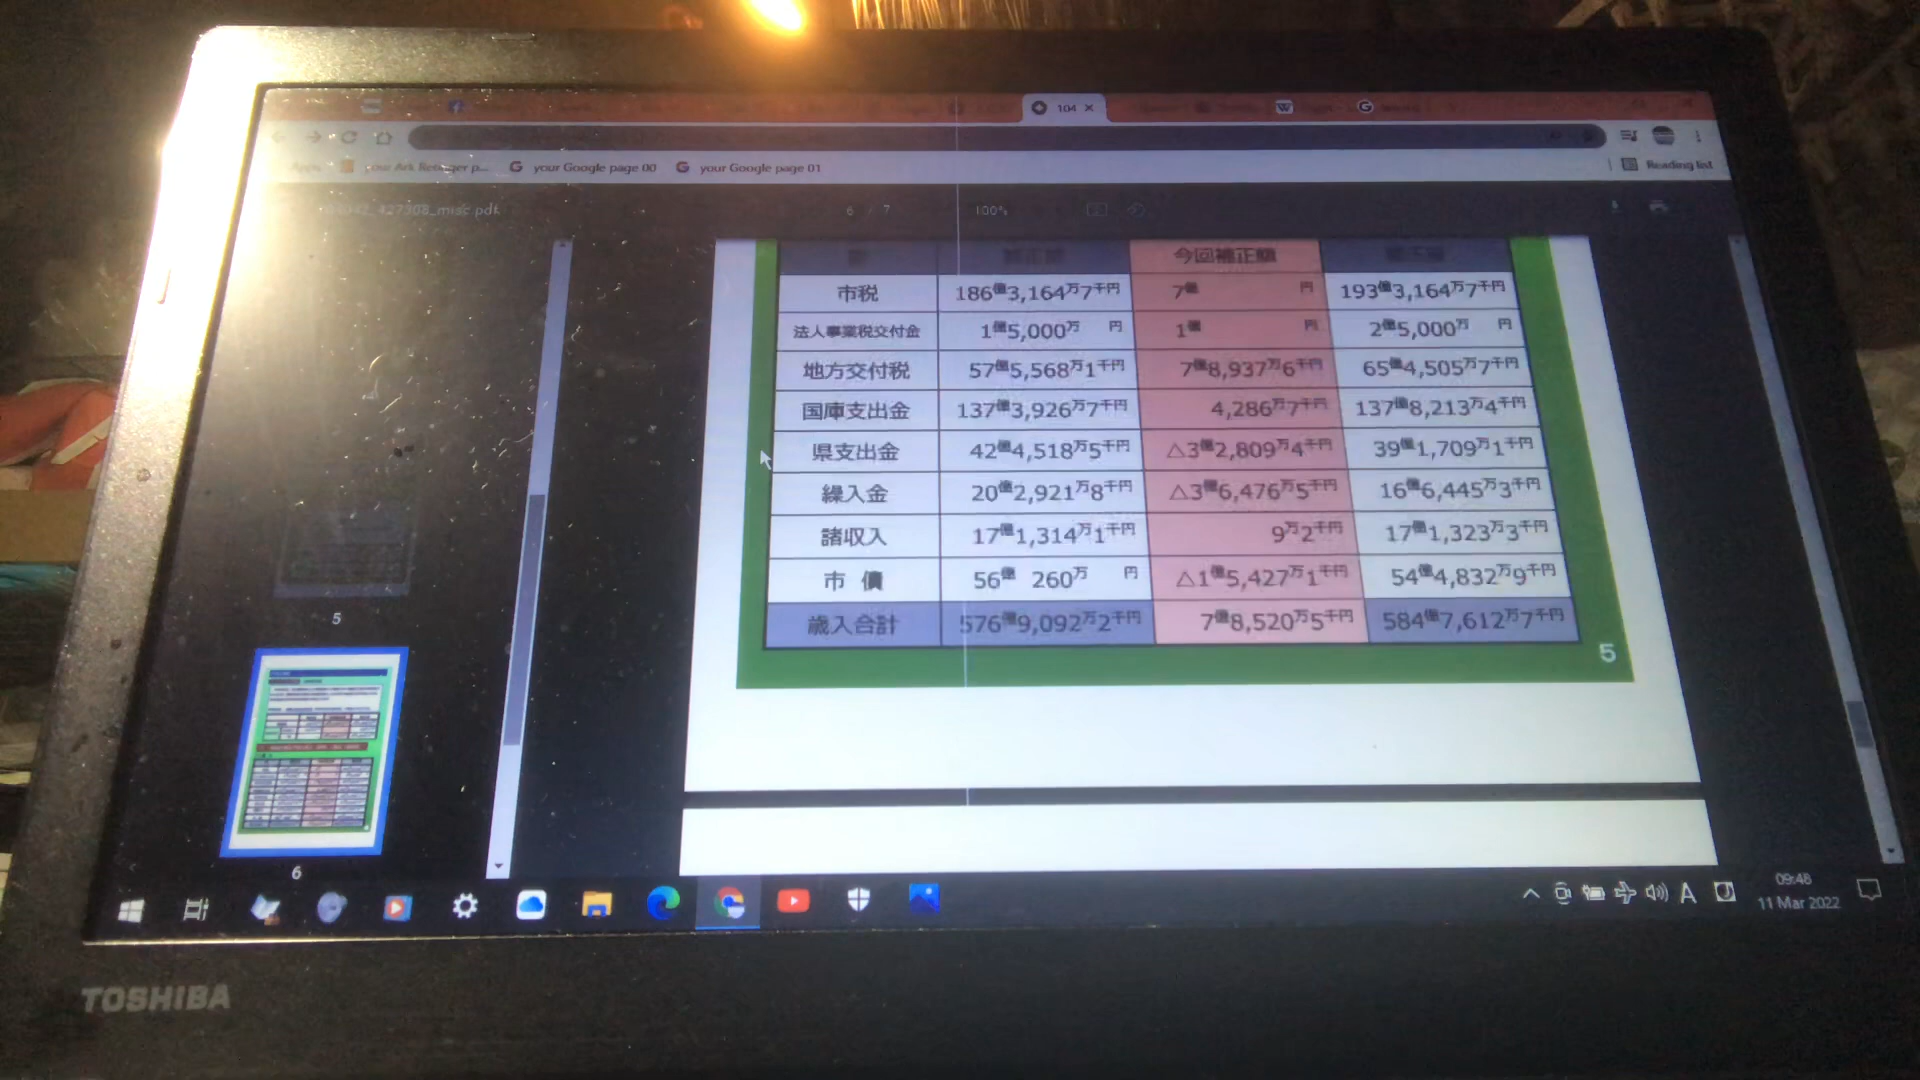 104
your Google page 00
your Google page 01
Reading list
427308_misc.pdf
6 / 7
100%
今回補正額
市税 186億3,164万7千円 7億 円 193億3,164万7千円
法人事業税交付金 1億5,000万 円 1億 円 2億5,000万 円
地方交付税 57億5,568万1千円 7億8,937万6千円 65億4,505万7千円
国庫支出金 137億3,926万7千円 4,286万7千円 137億8,213万4千円
県支出金 42億4,518万5千円 △3億2,809万4千円 39億1,709万1千円
繰入金 20億2,921万8千円 △3億6,476万5千円 16億6,445万3千円
諸収入 17億1,314万1千円 9万2千円 17億1,323万3千円
市 債 56億 260万 円 △1億5,427万1千円 54億4,832万9千円
歳入合計 576億9,092万2千円 7億8,520万5千円 584億7,612万7千円
5
5
6
A
09:48
11 Mar 2022
TOSHIBA